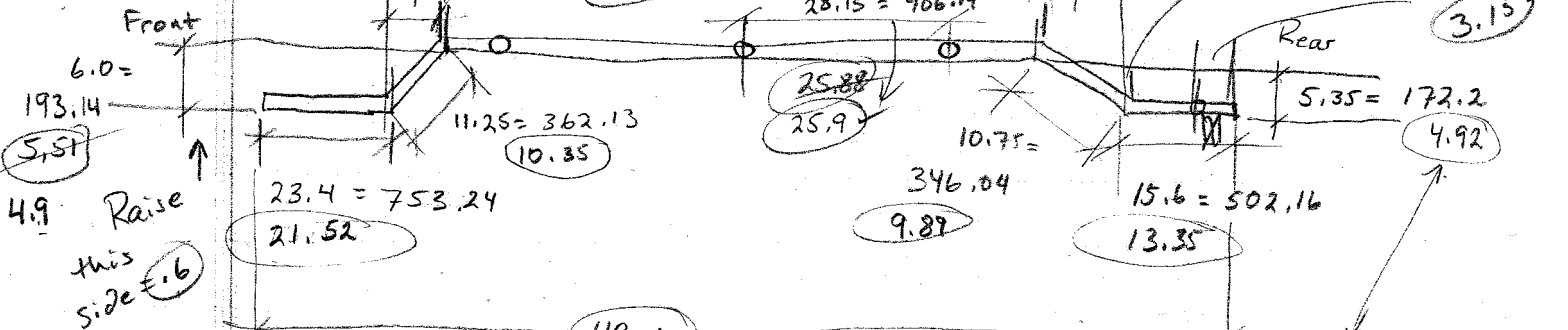 28.15 = 906.19
Front
3.15
Rear
6.0=
193.14
5.51
4.9
Raise
this
side = .6
11.25= 362.13
10.35
23.4 = 753.24
21.52
25.88
25.9
10.75=
346.04
9.89
5.35= 172.2
4.92
15.6 = 502.16
13.35